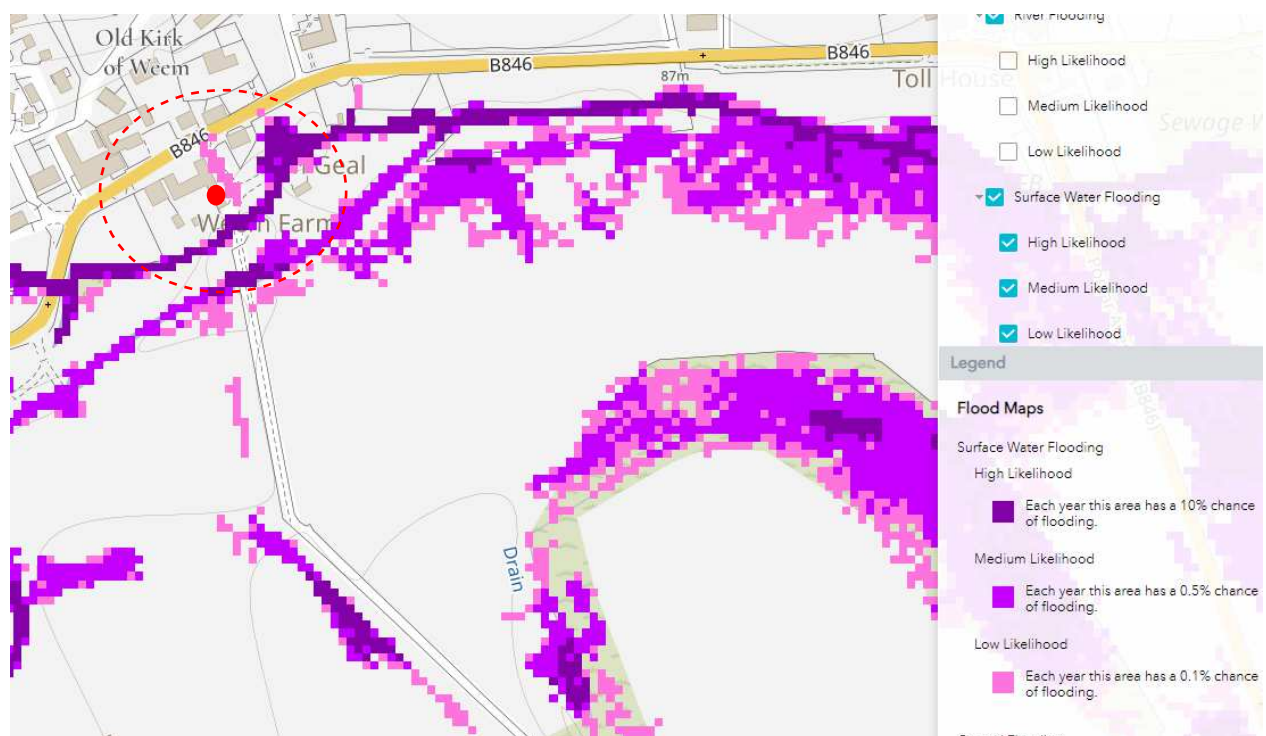 Old Kirk
of Weem
B846
B846
B846
87m
Toll House
Geal
Weem Farm
Drain
Sewage
River Flooding
High Likelihood
Medium Likelihood
Low Likelihood
Surface Water Flooding
High Likelihood
Medium Likelihood
Low Likelihood
Legend
Flood Maps
Surface Water Flooding
High Likelihood
Each year this area has a 10% chance
of flooding.
Medium Likelihood
Each year this area has a 0.5% chance
of flooding.
Low Likelihood
Each year this area has a 0.1% chance
of flooding.